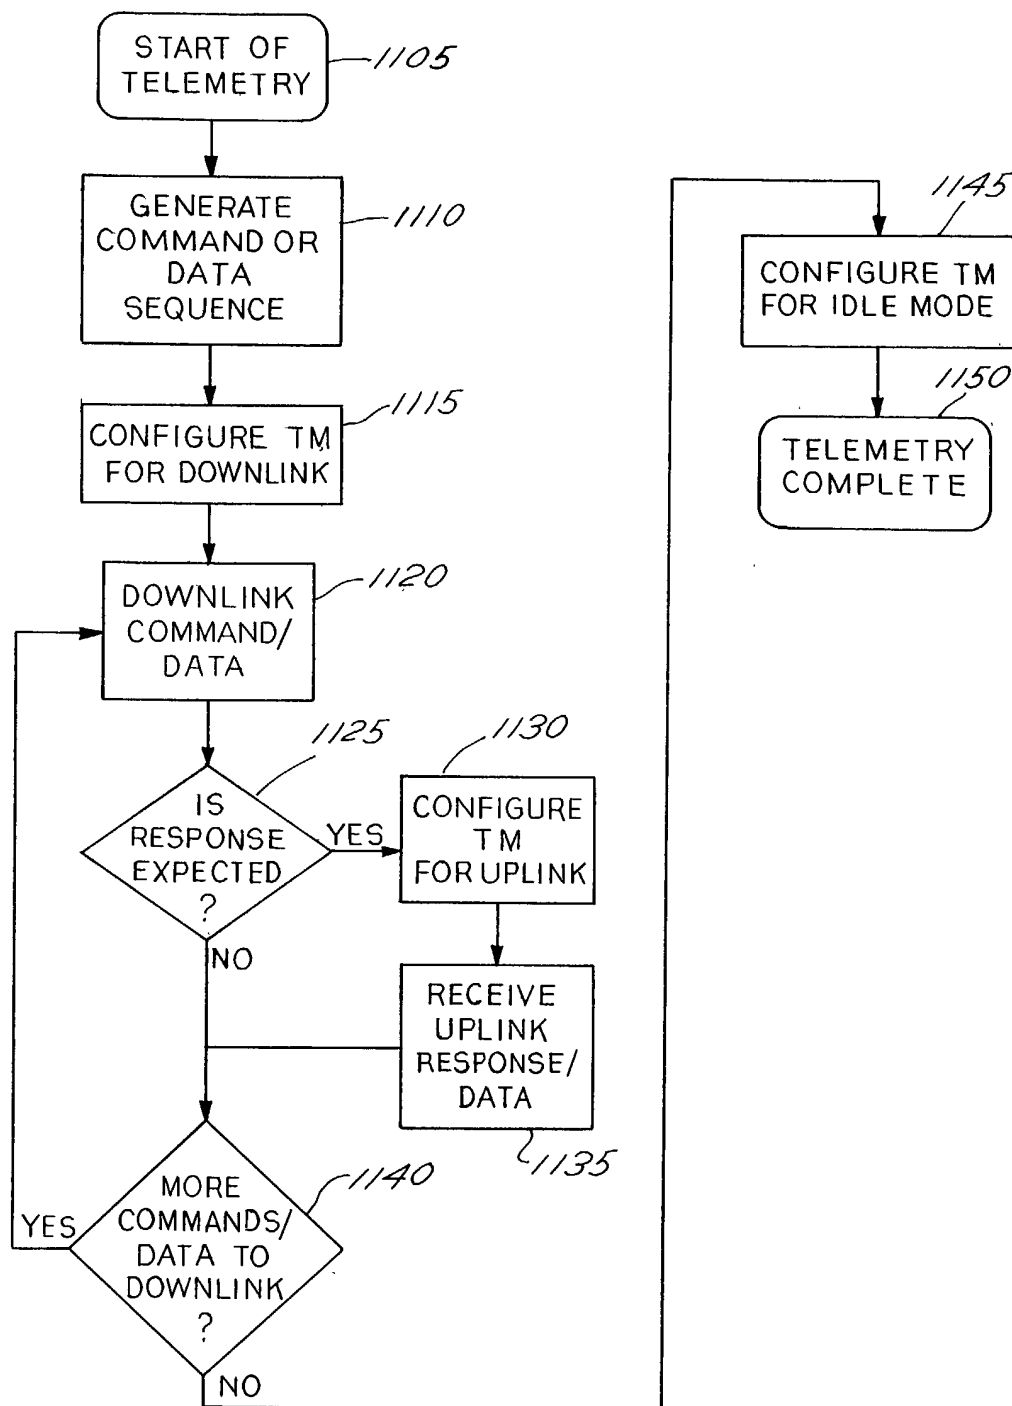 START OF
TELEMETRY
1105
GENERATE
COMMAND OR
DATA
SEQUENCE
1110
1115
CONFIGURE TM
FOR DOWNLINK
1120
DOWNLINK
COMMAND/
DATA
1125
IS
RESPONSE
EXPECTED
?
YES
NO
1130
CONFIGURE
TM
FOR UPLINK
RECEIVE
UPLINK
RESPONSE/
DATA
1135
1140
MORE
COMMANDS/
DATA TO
DOWNLINK
?
YES
NO
1145
CONFIGURE TM
FOR IDLE MODE
1150
TELEMETRY
COMPLETE